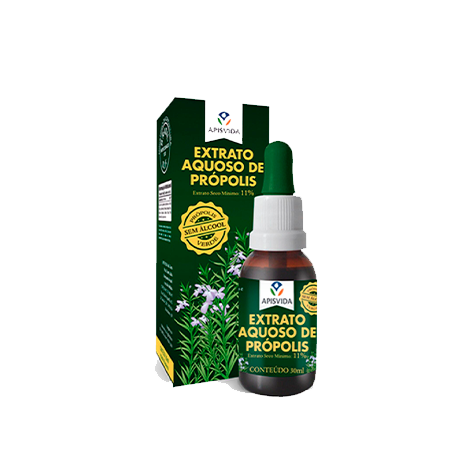 APISVIDA
EXTRATO
AQUOSO DE
PRÓPOLIS
Extrato Seco Mínimo: 11%
PRÓPOLIS
SEM ÁLCOOL
VERDE
APISVIDA
EXTRATO
AQUOSO DE
PRÓPOLIS
Extrato Seco Mínimo: 11%
CONTEÚDO 30ml